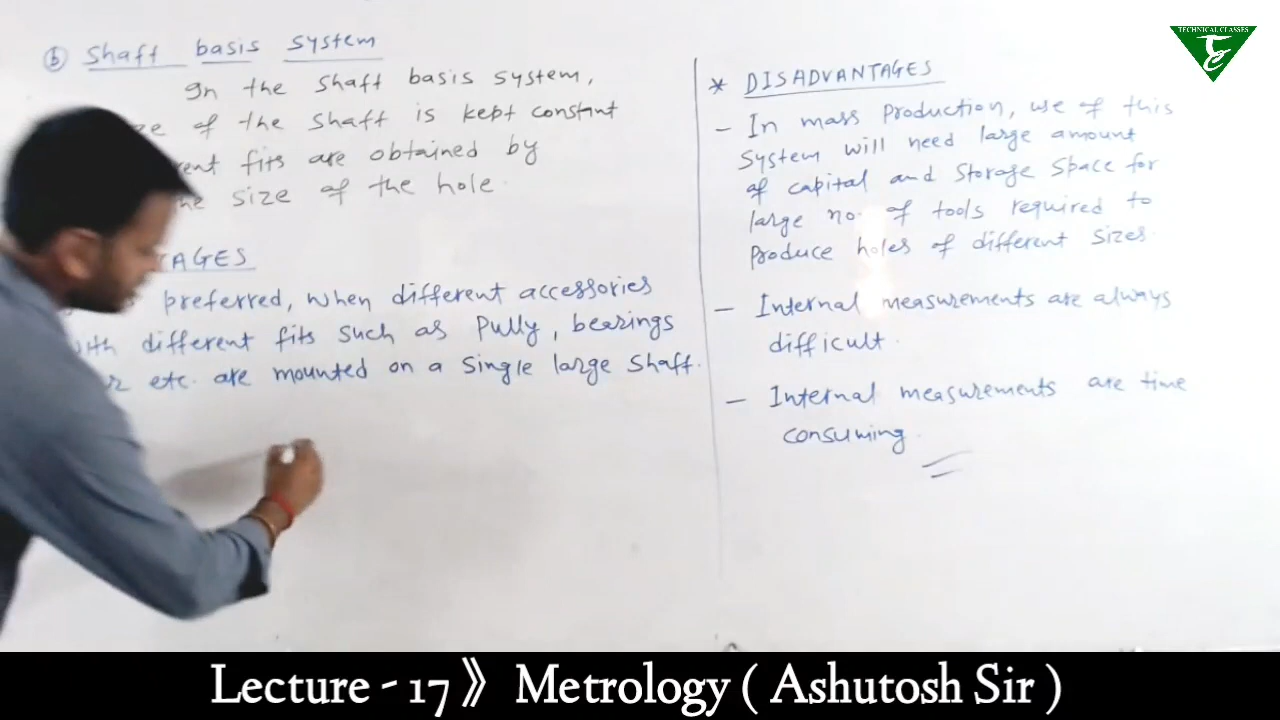 (b) Shaft basis system
In the shaft basis system,
ze of the shaft is kept constant
rent fits are obtained by
size of the hole.
AGES
preferred, when different accessories
with different fits such as Pully, bearings
etc. are mounted on a single large shaft.
* DISADVANTAGES
- In mass production, use of this
system will need large amount
of capital and storage space for
large no. of tools required to
produce holes of different sizes.
- Internal measurements are always
difficult.
- Internal measurements are time
consuming.
TECHNICAL CLASSES
Lecture - 17 》 Metrology ( Ashutosh Sir )